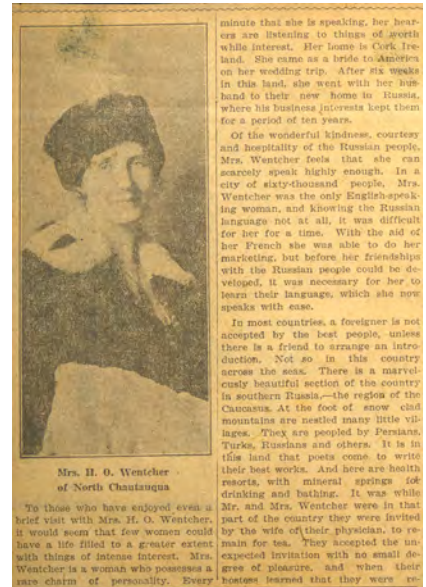 Mrs. H. O. Wentcher
of North Chautauqua
To those who have enjoyed even a
brief visit with Mrs. H. O. Wentcher,
it would seem that few women could
have a life filled to a greater extent
with things of intense interest. Mrs.
Wentcher is a woman who possesses a
rare charm of personality. Every
minute that she is speaking, her hear-
ers are listening to things of worth
while interest. Her home is Cork Ire-
land. She came as a bride to America
on her wedding trip. After six weeks
in this land, she went with her hus-
band to their new home in Russia,
where his business interests kept them
for a period of ten years.
Of the wonderful kindness, courtesy
and hospitality of the Russian people,
Mrs. Wentcher feels that she can
scarcely speak highly enough. In a
city of sixty-thousand people, Mrs.
Wentcher was the only English-speak-
ing woman, and knowing the Russian
language not at all, it was difficult
for her for a time. With the aid of
her French she was able to do her
marketing, but before her friendships
with the Russian people could be de-
veloped, it was necessary for her to
learn their language, which she now
speaks with ease.
In most countries, a foreigner is not
accepted by the best people, unless
there is a friend to arrange an intro-
duction. Not so in this country
across the seas. There is a marvel-
ously beautiful section of the country
in southern Russia,—the region of the
Caucasus. At the foot of snow clad
mountains are nestled many little vil-
lages. They are peopled by Persians,
Turks, Russians and others. It is in
this land that poets come to write
their best works. And here are health
resorts, with mineral springs for
drinking and bathing. It was while
Mr. and Mrs. Wentcher were in that
part of the country they were invited
by the wife of their physician, to re-
main for tea. They accepted the un-
expected invitation with no small de-
gree of pleasure, and when their
hostess learned that they were re-